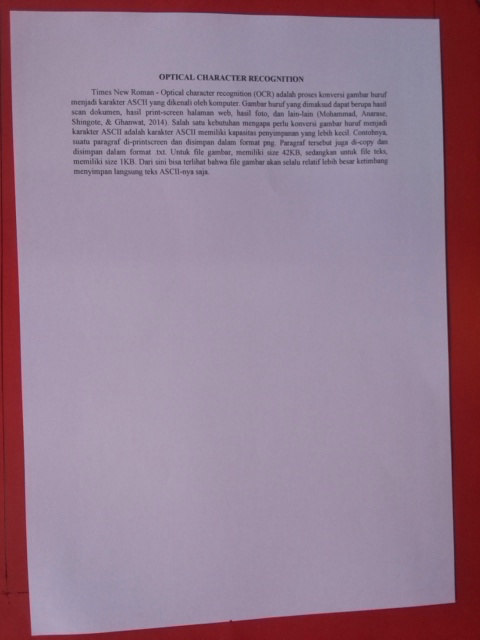 OPTICAL CHARACTER RECOGNITION
Times New Roman - Optical character recognition (OCR) adalah proses konversi gambar huruf
menjadi karakter ASCII yang dikenali oleh komputer. Gambar huruf yang dimaksud dapat berupa hasil
scan dokumen, hasil print-screen halaman web, hasil foto, dan lain-lain (Mohammad, Anarase,
Shingote, & Ghanwat, 2014). Salah satu kebutuhan mengapa perlu konversi gambar huruf menjadi
karakter ASCII adalah karakter ASCII memiliki kapasitas penyimpanan yang lebih kecil. Contohnya,
suatu paragraf di-printscreen dan disimpan dalam format png. Paragraf tersebut juga di-copy dan
disimpan dalam format txt. Untuk file gambar, memiliki size 42KB, sedangkan untuk file teks,
memiliki size 1KB. Dari sini bisa terlihat bahwa file gambar akan selalu relatif lebih besar ketimbang
menyimpan langsung teks ASCII-nya saja.